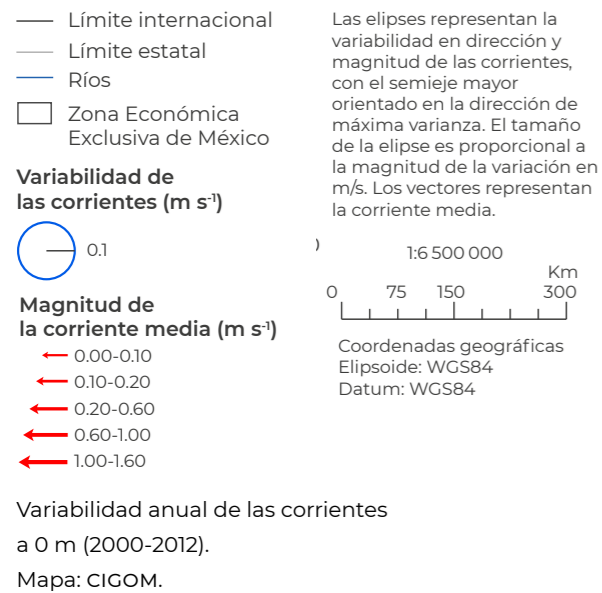 Límite internacional
Límite estatal
Ríos
Zona Económica
Exclusiva de México
Variabilidad de
las corrientes (m s⁻¹)
0.1
Magnitud de
la corriente media (m s⁻¹)
0.00-0.10
0.10-0.20
0.20-0.60
0.60-1.00
1.00-1.60
Las elipses representan la
variabilidad en dirección y
magnitud de las corrientes,
con el semieje mayor
orientado en la dirección de
máxima varianza. El tamaño
de la elipse es proporcional a
la magnitud de la variación en
m/s. Los vectores representan
la corriente media.
1:6 500 000
Km
0 75 150 300
Coordenadas geográficas
Elipsoide: WGS84
Datum: WGS84
Variabilidad anual de las corrientes
a 0 m (2000-2012).
Mapa: CIGOM.